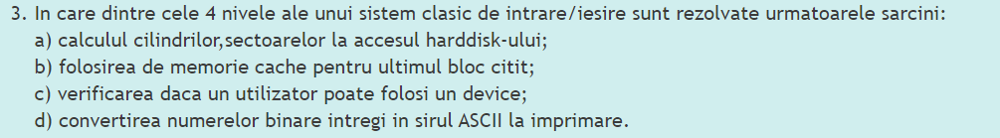 3. In care dintre cele 4 nivele ale unui sistem clasic de intrare/iesire sunt rezolvate urmatoarele sarcini:
a) calculul cilindrilor,sectoarelor la accesul harddisk-ului;
b) folosirea de memorie cache pentru ultimul bloc citit;
c) verificarea daca un utilizator poate folosi un device;
d) convertirea numerelor binare intregi in sirul ASCII la imprimare.